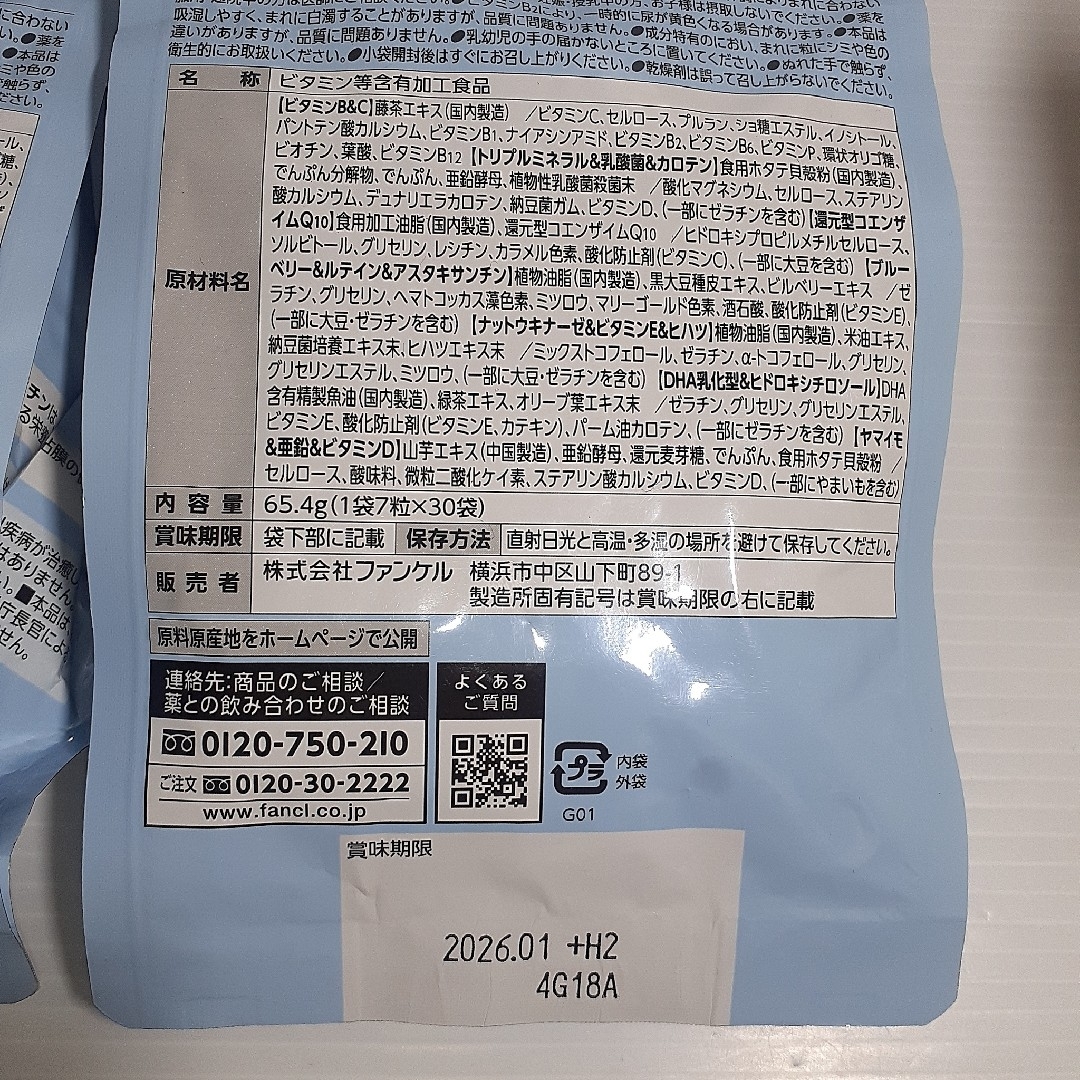 吸湿しやすく、まれに白濁することがありますが、品質に問題ありません。●成分特有のにおい、まれに粒にシミや色の
違いがありますが、品質に問題ありません。●乳幼児の手の届かないところに置いてください。●ぬれた手で触らず、
衛生的にお取扱いください。●小袋開封後はすぐにお召し上がりください。●乾燥剤は誤って召し上がらないでください。
名 称 ビタミン等含有加工食品
原材料名
【ビタミンB&C】藤茶エキス(国内製造) /ビタミンC、セルロース、プルラン、ショ糖エステル、イノシトール、
パントテン酸カルシウム、ビタミンB1、ナイアシンアミド、ビタミンB2、ビタミンB6、ビタミンP、環状オリゴ糖、
ビオチン、葉酸、ビタミンB12【トリプルミネラル&乳酸菌&カロテン】食用ホタテ貝殻粉(国内製造)、
でんぷん分解物、でんぷん、亜鉛酵母、植物性乳酸菌殺菌末 /酸化マグネシウム、セルロース、ステアリン
酸カルシウム、デュナリエラカロテン、納豆菌ガム、ビタミンD、(一部にゼラチンを含む)【還元型コエンザ
イムQ10】食用加工油脂(国内製造)、還元型コエンザイムQ10 /ヒドロキシプロピルメチルセルロース、
ソルビトール、グリセリン、レシチン、カラメル色素、酸化防止剤(ビタミンC)、(一部に大豆を含む)【ブルー
ベリー&ルテイン&アスタキサンチン】植物油脂(国内製造)、黒大豆種皮エキス、ビルベリーエキス /ゼ
ラチン、グリセリン、ヘマトコッカス藻色素、ミツロウ、マリーゴールド色素、酒石酸、酸化防止剤(ビタミンE)、
(一部に大豆・ゼラチンを含む)【ナットウキナーゼ&ビタミンE&ヒハツ】植物油脂(国内製造)、米油エキス、
納豆菌培養エキス末、ヒハツエキス末 /ミックストコフェロール、ゼラチン、α-トコフェロール、グリセリン、
グリセリンエステル、ミツロウ、(一部に大豆・ゼラチンを含む)【DHA乳化型&ヒドロキシチロソール】DHA
含有精製魚油(国内製造)、緑茶エキス、オリーブ葉エキス末 /ゼラチン、グリセリン、グリセリンエステル、
ビタミンE、酸化防止剤(ビタミンE、カテキン)、パーム油カロテン、(一部にゼラチンを含む)【ヤマイモ
&亜鉛&ビタミンD】山芋エキス(中国製造)、亜鉛酵母、還元麦芽糖、でんぷん、食用ホタテ貝殻粉 /
セルロース、酸味料、微粒二酸化ケイ素、ステアリン酸カルシウム、ビタミンD、(一部にやまいもを含む)
内容量 65.4g(1袋7粒×30袋)
賞味期限 袋下部に記載 保存方法 直射日光と高温・多湿の場所を避けて保存してください。
販売者 株式会社ファンケル 横浜市中区山下町89-1
製造所固有記号は賞味期限の右に記載
原料原産地をホームページで公開
連絡先:商品のご相談/
薬との飲み合わせのご相談
0120-750-210
ご注文 0120-30-2222
www.fancl.co.jp
よくある
ご質問
プラ
内袋
外袋
G01
賞味期限
2026.01 +H2
4G18A